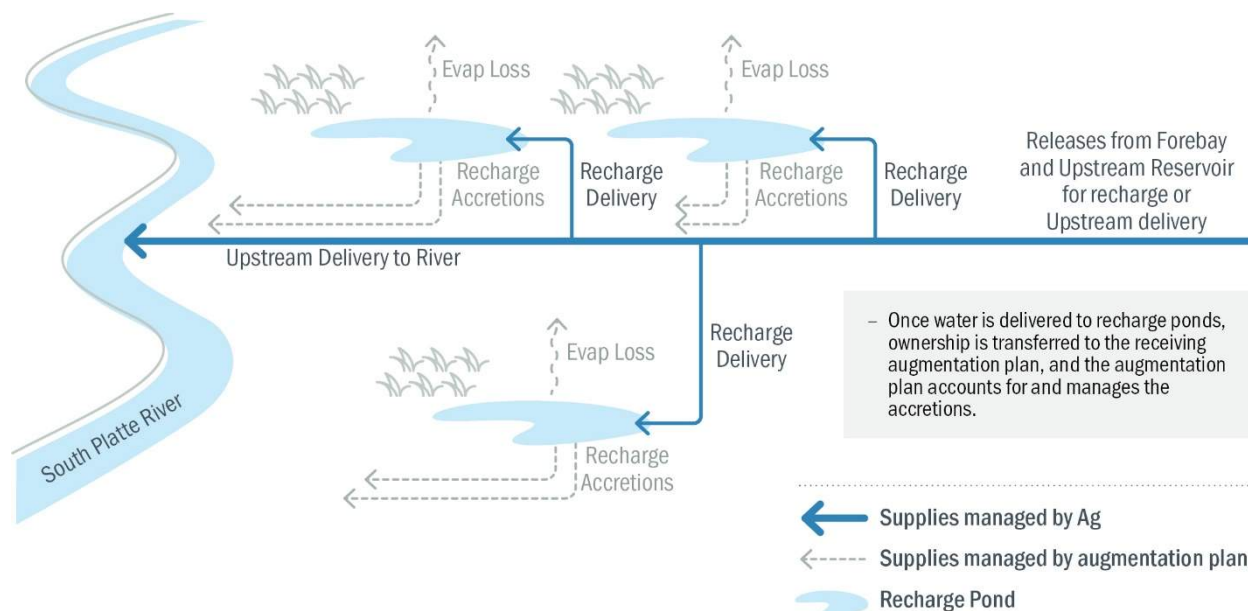 Evap Loss
Evap Loss
Recharge
Accretions
Recharge
Delivery
Recharge
Accretions
Recharge
Delivery
Releases from Forebay
and Upstream Reservoir
for recharge or
Upstream delivery
Upstream Delivery to River
Recharge
Delivery
Evap Loss
Recharge
Accretions
South Platte River
– Once water is delivered to recharge ponds,
ownership is transferred to the receiving
augmentation plan, and the augmentation
plan accounts for and manages the
accretions.
Supplies managed by Ag
Supplies managed by augmentation plan
Recharge Pond